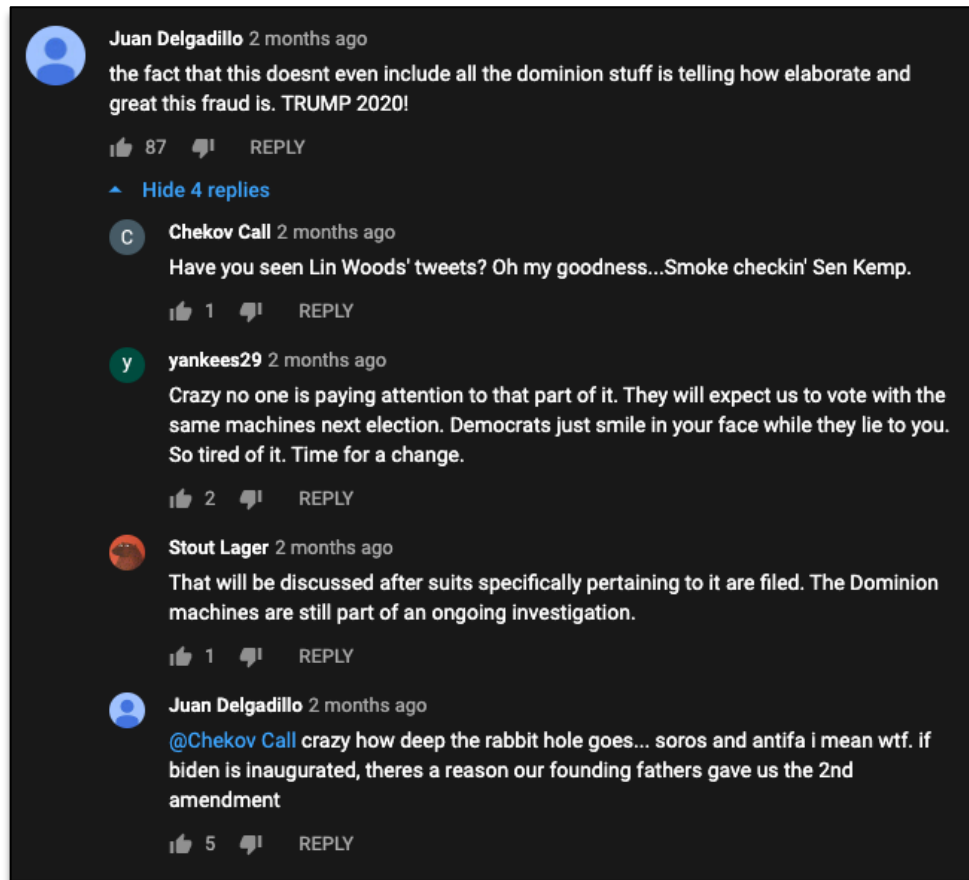 Juan Delgadillo 2 months ago
the fact that this doesnt even include all the dominion stuff is telling how elaborate and
great this fraud is. TRUMP 2020!
87 REPLY
Hide 4 replies
C
Chekov Call 2 months ago
Have you seen Lin Woods' tweets? Oh my goodness...Smoke checkin' Sen Kemp.
1 REPLY
y
yankees29 2 months ago
Crazy no one is paying attention to that part of it. They will expect us to vote with the
same machines next election. Democrats just smile in your face while they lie to you.
So tired of it. Time for a change.
2 REPLY
Stout Lager 2 months ago
That will be discussed after suits specifically pertaining to it are filed. The Dominion
machines are still part of an ongoing investigation.
1 REPLY
Juan Delgadillo 2 months ago
@Chekov Call crazy how deep the rabbit hole goes... soros and antifa i mean wtf. if
biden is inaugurated, theres a reason our founding fathers gave us the 2nd
amendment
5 REPLY